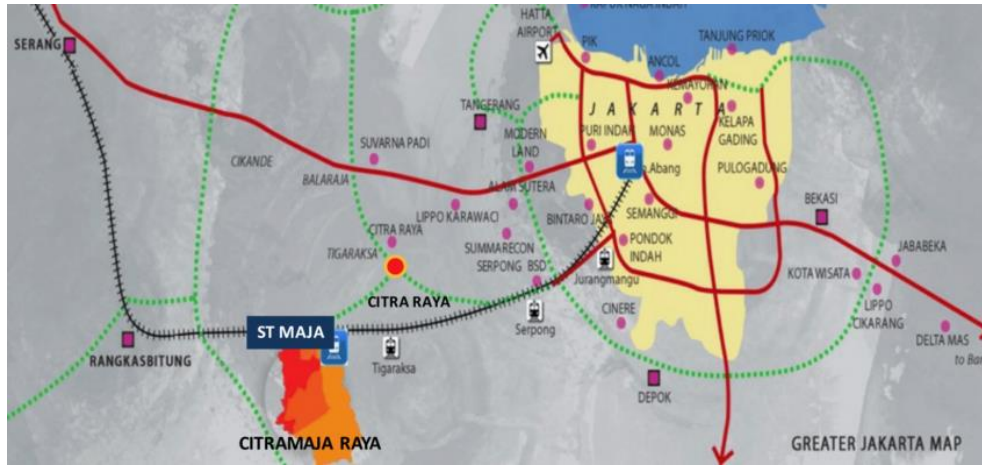 HATTA
AIRPORT
TANJUNG PRIOK
SERANG
PIK
ANCOL
KEMAYORAN
JAKARTA
TANGERANG
KELAPA
GADING
MODERN
LAND
PURI INDAH
MONAS
SUVARNA PADI
CIKANDE
BALARAJA
Abang
PULOGADUNG
ALAM SUTERA
LIPPO KARAWACI
BINTARO JAY
SEMANGGI
BEKASI
CITRA RAYA
TIGARAKSA
SUMMARECON
SERPONG
BSD
PONDOK
INDAH
Jurangmangu
JABABEKA
KOTA WISATA
CITRA RAYA
LIPPO
CIKARANG
Serpong
CINERE
ST MAJA
RANGKASBITUNG
Tigaraksa
DELTA MAS
DEPOK
CITRAMAJA RAYA
GREATER JAKARTA MAP